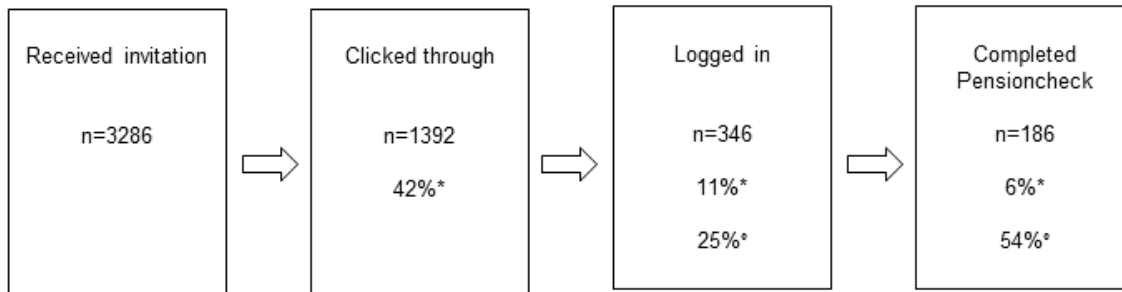 Received invitation
n=3286
Clicked through
n=1392
42%*
Logged in
n=346
11%*
25%°
Completed
Pensioncheck
n=186
6%*
54%°